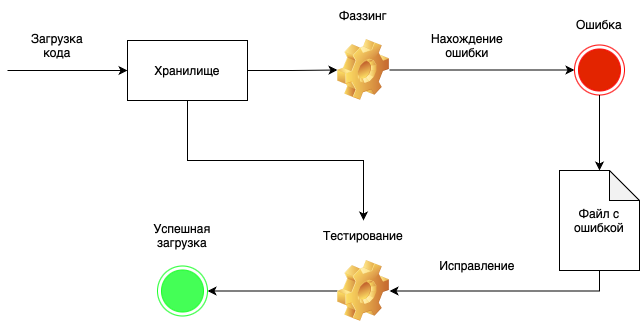 Фаззинг
Ошибка
Загрузка
кода
Хранилище
Нахождение
ошибки
Файл с
ошибкой
Успешная
загрузка
Тестирование
Исправление